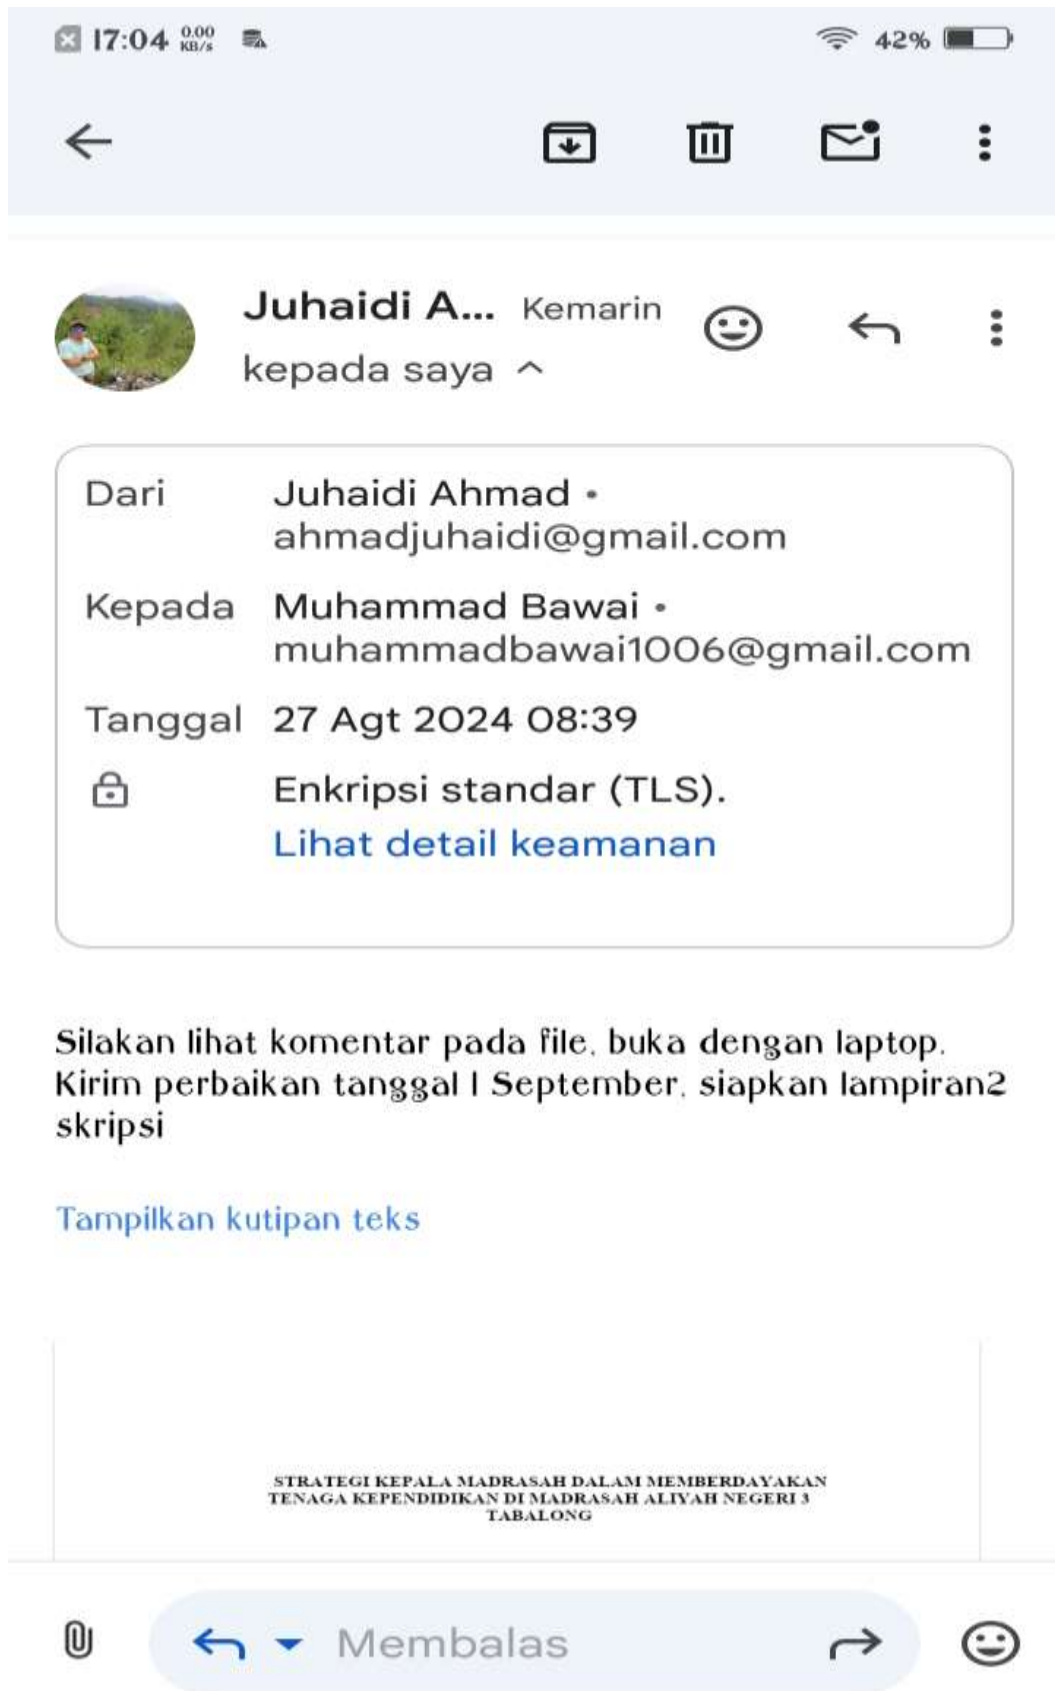 17:04 0.00 KB/s 42%
Juhaidi A... Kemarin
kepada saya
Dari Juhaidi Ahmad •
ahmadjuhaidi@gmail.com
Kepada Muhammad Bawai •
muhammadbawai1006@gmail.com
Tanggal 27 Agt 2024 08:39
Enkripsi standar (TLS).
Lihat detail keamanan
Silakan lihat komentar pada file, buka dengan laptop.
Kirim perbaikan tanggal 1 September, siapkan lampiran2
skripsi
Tampilkan kutipan teks
STRATEGI KEPALA MADRASAH DALAM MEMBERDAYAKAN
TENAGA KEPENDIDIKAN DI MADRASAH ALIYAH NEGERI 3
TABALONG
Membalas